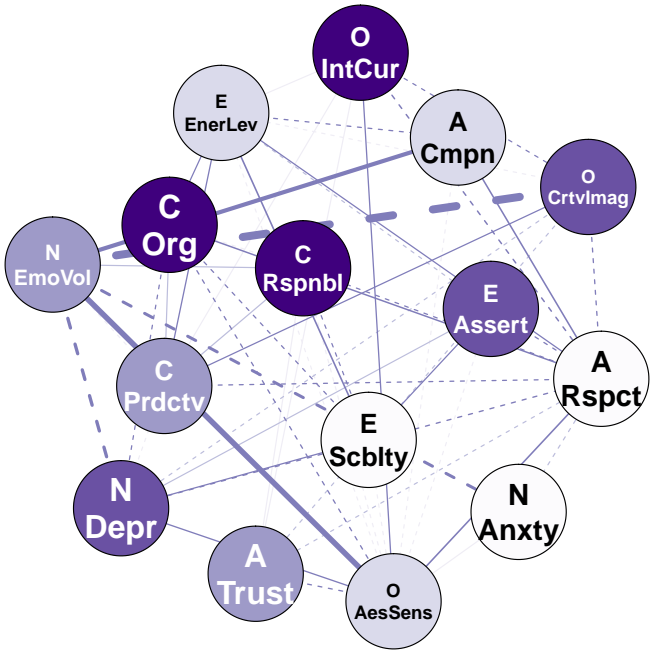 O
IntCur
E
EnerLev
A
Cmpn
O
CrtvImag
C
Org
N
EmoVol
C
Rspnbl
E
Assert
A
Rspct
C
Prdctv
E
Scblty
N
Depr
N
Anxty
A
Trust
O
AesSens